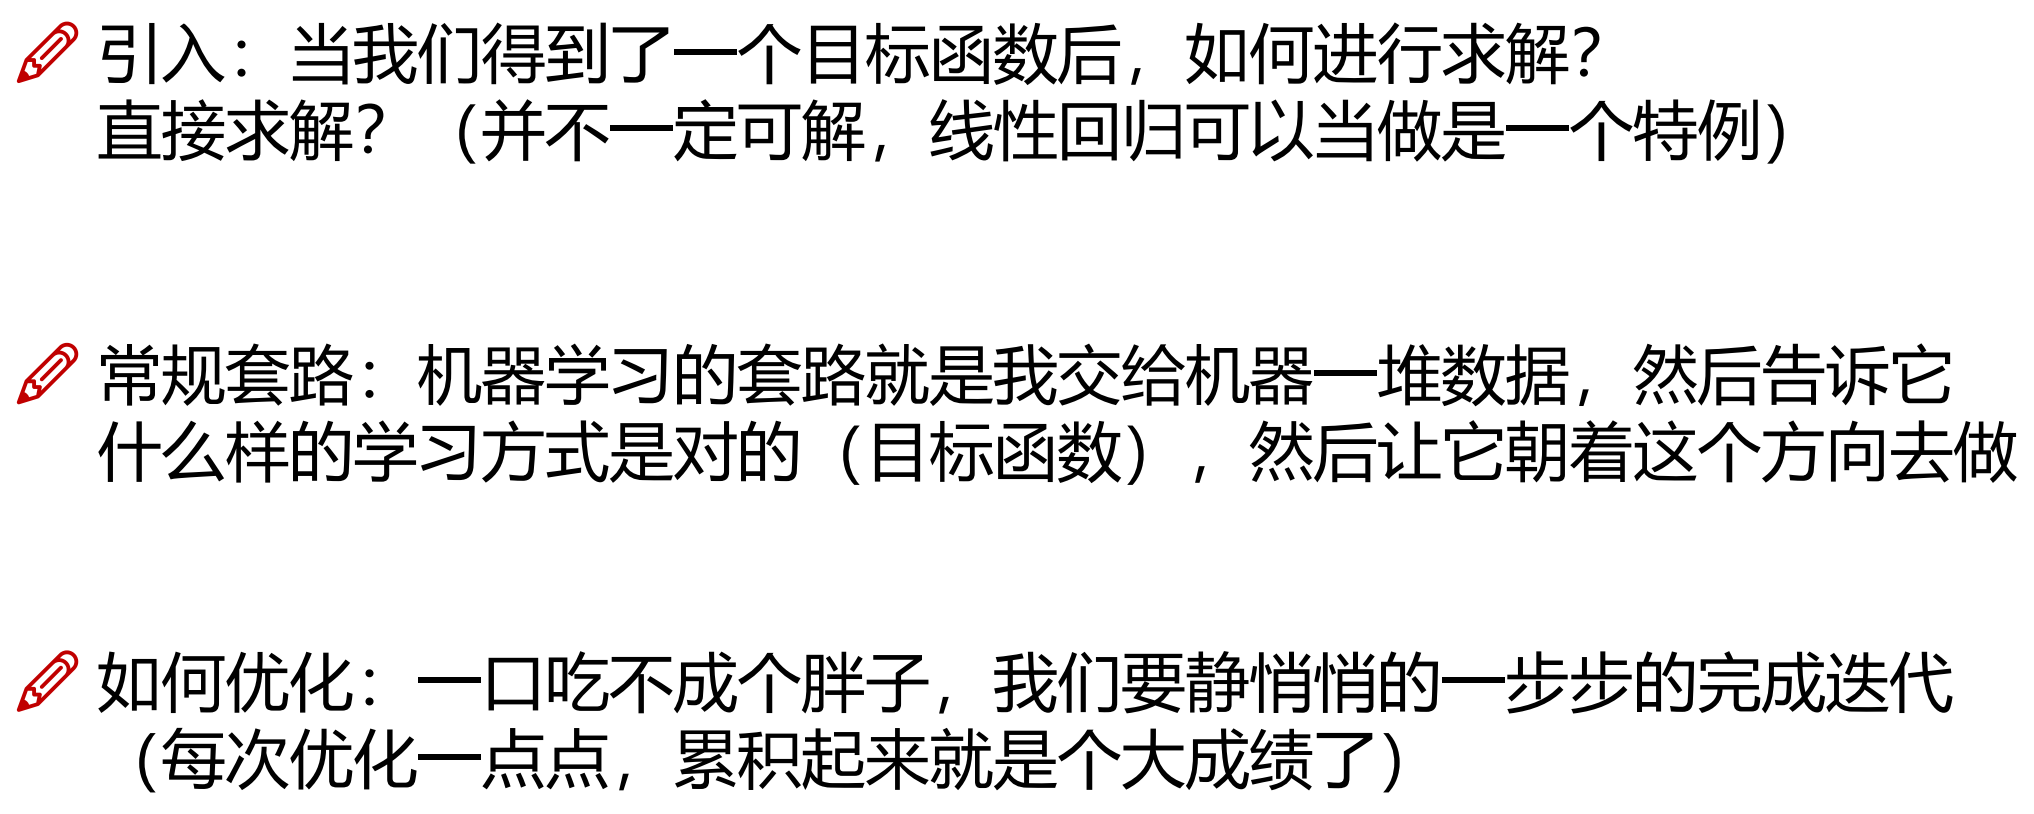 引入：当我们得到了一个目标函数后，如何进行求解？
直接求解？（并不一定可解，线性回归可以当做是一个特例）
常规套路：机器学习的套路就是我交给机器一堆数据，然后告诉它
什么样的学习方式是对的（目标函数），然后让它朝着这个方向去做
如何优化：一口吃不成个胖子，我们要静悄悄的一步步的完成迭代
（每次优化一点点，累积起来就是个大成绩了）